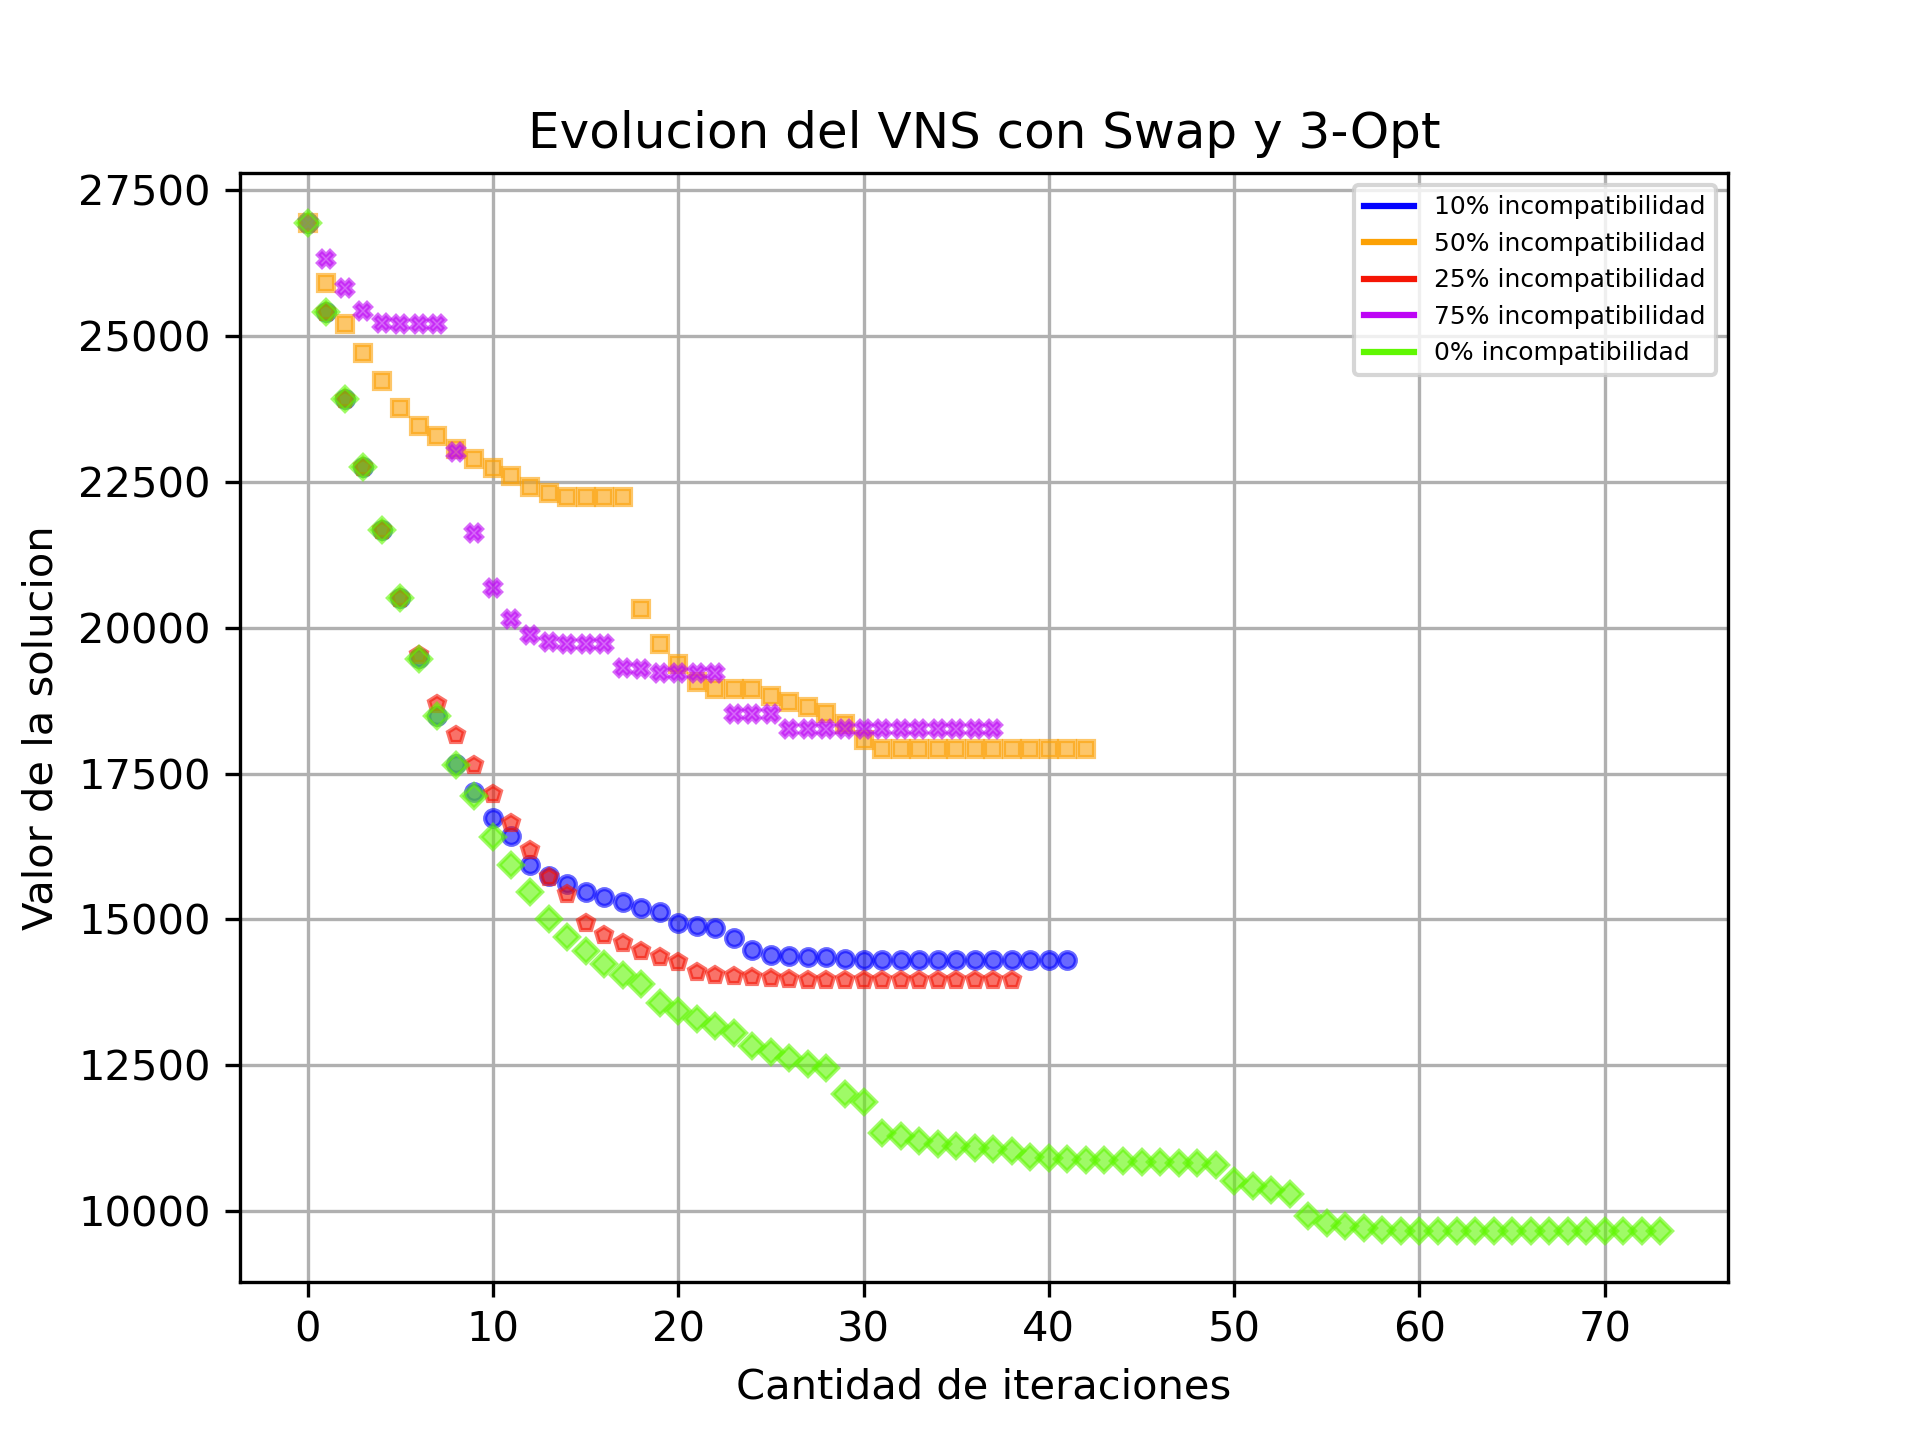 Evolucion del VNS con Swap y 3-Opt
27500
25000
22500
20000
17500
15000
12500
10000
Valor de la solucion
10% incompatibilidad
50% incompatibilidad
25% incompatibilidad
75% incompatibilidad
0% incompatibilidad
0 10 20 30 40 50 60 70
Cantidad de iteraciones